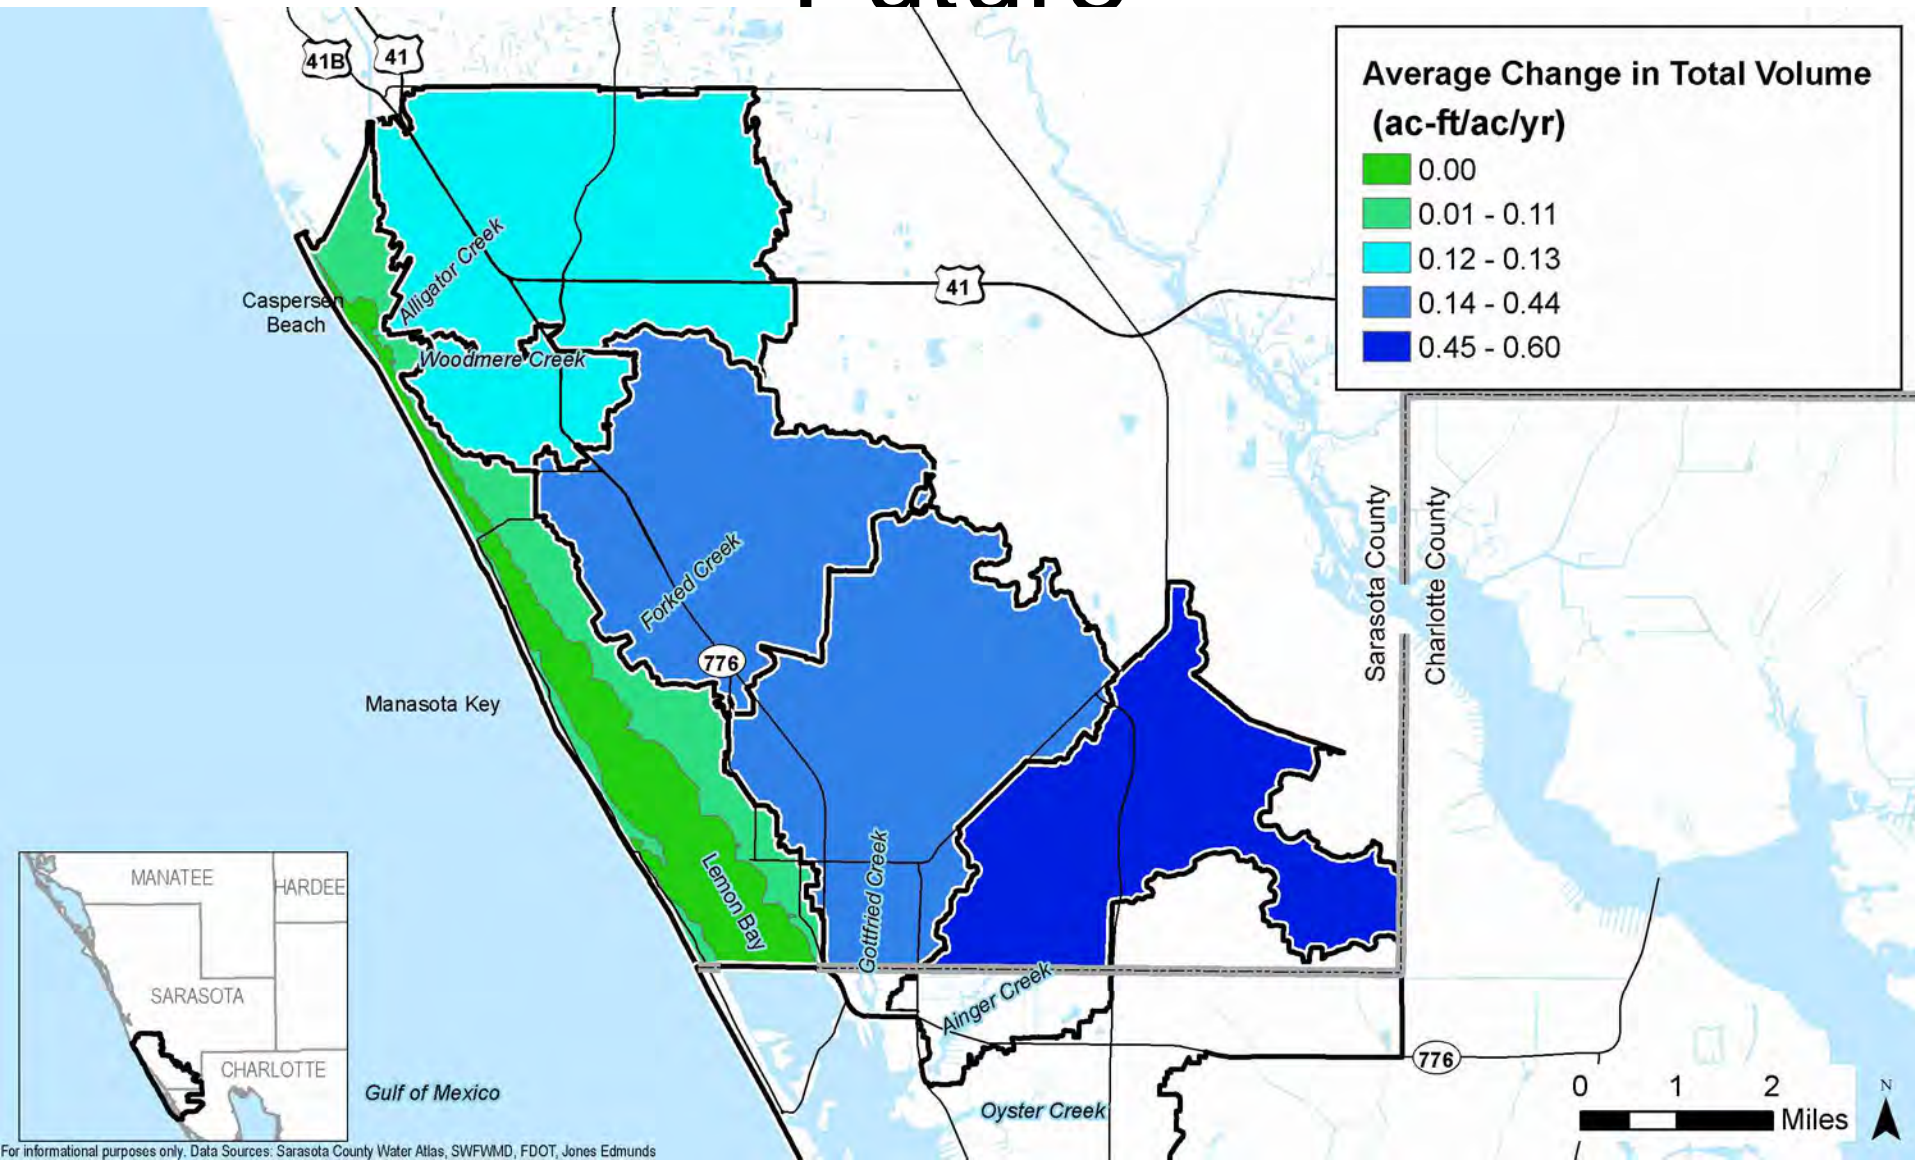 41B
41
Average Change in Total Volume
(ac-ft/ac/yr)
0.00
0.01 - 0.11
0.12 - 0.13
0.14 - 0.44
0.45 - 0.60
Alligator Creek
41
Caspersen
Beach
Woodmere Creek
Sarasota County
Charlotte County
Forked Creek
776
Manasota Key
Lemon Bay
Gottfried Creek
MANATEE
HARDEE
SARASOTA
CHARLOTTE
Ainger Creek
776
Gulf of Mexico
Oyster Creek
0 1 2
Miles
N
For informational purposes only. Data Sources: Sarasota County Water Atlas, SWFWMD, FDOT, Jones Edmunds